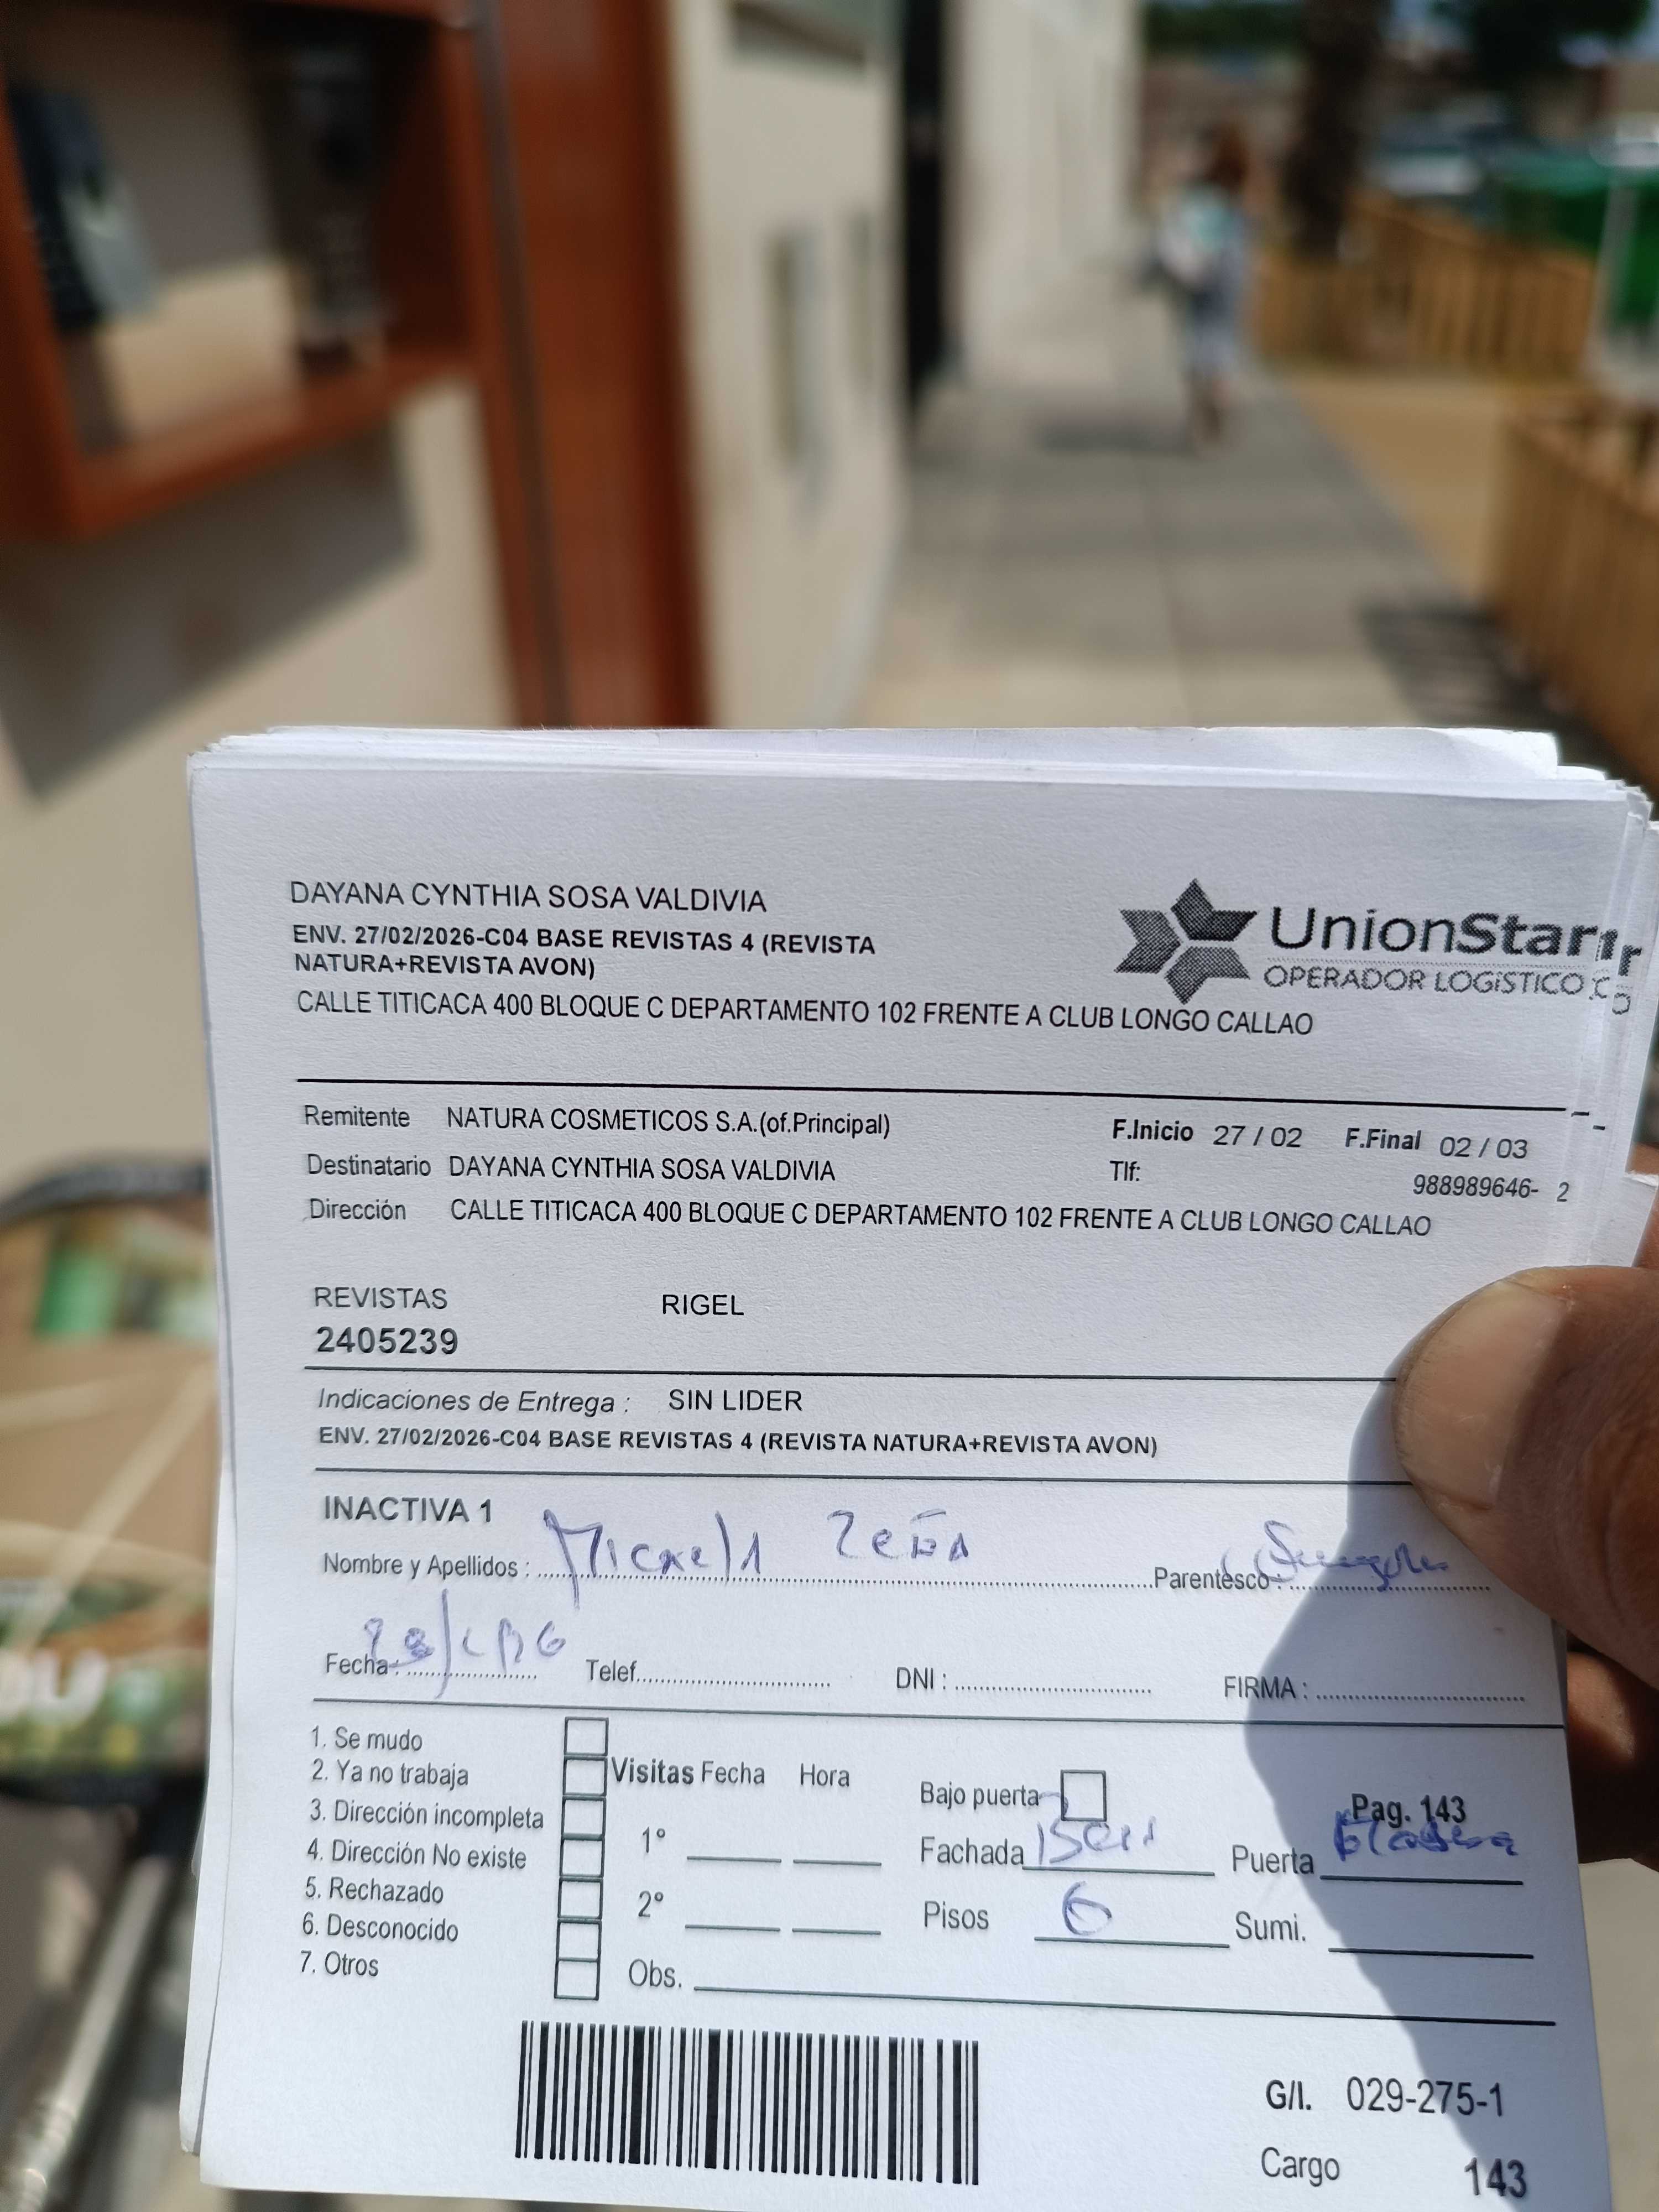 DAYANA CYNTHIA SOSA VALDIVIA
ENV. 27/02/2026-C04 BASE REVISTAS 4 (REVISTA
NATURA+REVISTA AVON)
CALLE TITICACA 400 BLOQUE C DEPARTAMENTO 102 FRENTE A CLUB LONGO CALLAO
UnionStar
OPERADOR LOGÍSTICO
Remitente NATURA COSMETICOS S.A.(of.Principal) F.Inicio 27 / 02 F.Final 02 / 03
Destinatario DAYANA CYNTHIA SOSA VALDIVIA Tlf: 988989646- 2
Dirección CALLE TITICACA 400 BLOQUE C DEPARTAMENTO 102 FRENTE A CLUB LONGO CALLAO
REVISTAS RIGEL
2405239
Indicaciones de Entrega : SIN LIDER
ENV. 27/02/2026-C04 BASE REVISTAS 4 (REVISTA NATURA+REVISTA AVON)
INACTIVA 1
Nombre y Apellidos : Parentesco :
Fecha : Telef. DNI : FIRMA :
1. Se mudo
2. Ya no trabaja Visitas Fecha Hora Bajo puerta Pag. 143
3. Dirección incompleta 1° Fachada Puerta
4. Dirección No existe
5. Rechazado 2° Pisos 6 Sumi.
6. Desconocido
7. Otros Obs.
G/I. 029-275-1
Cargo 143